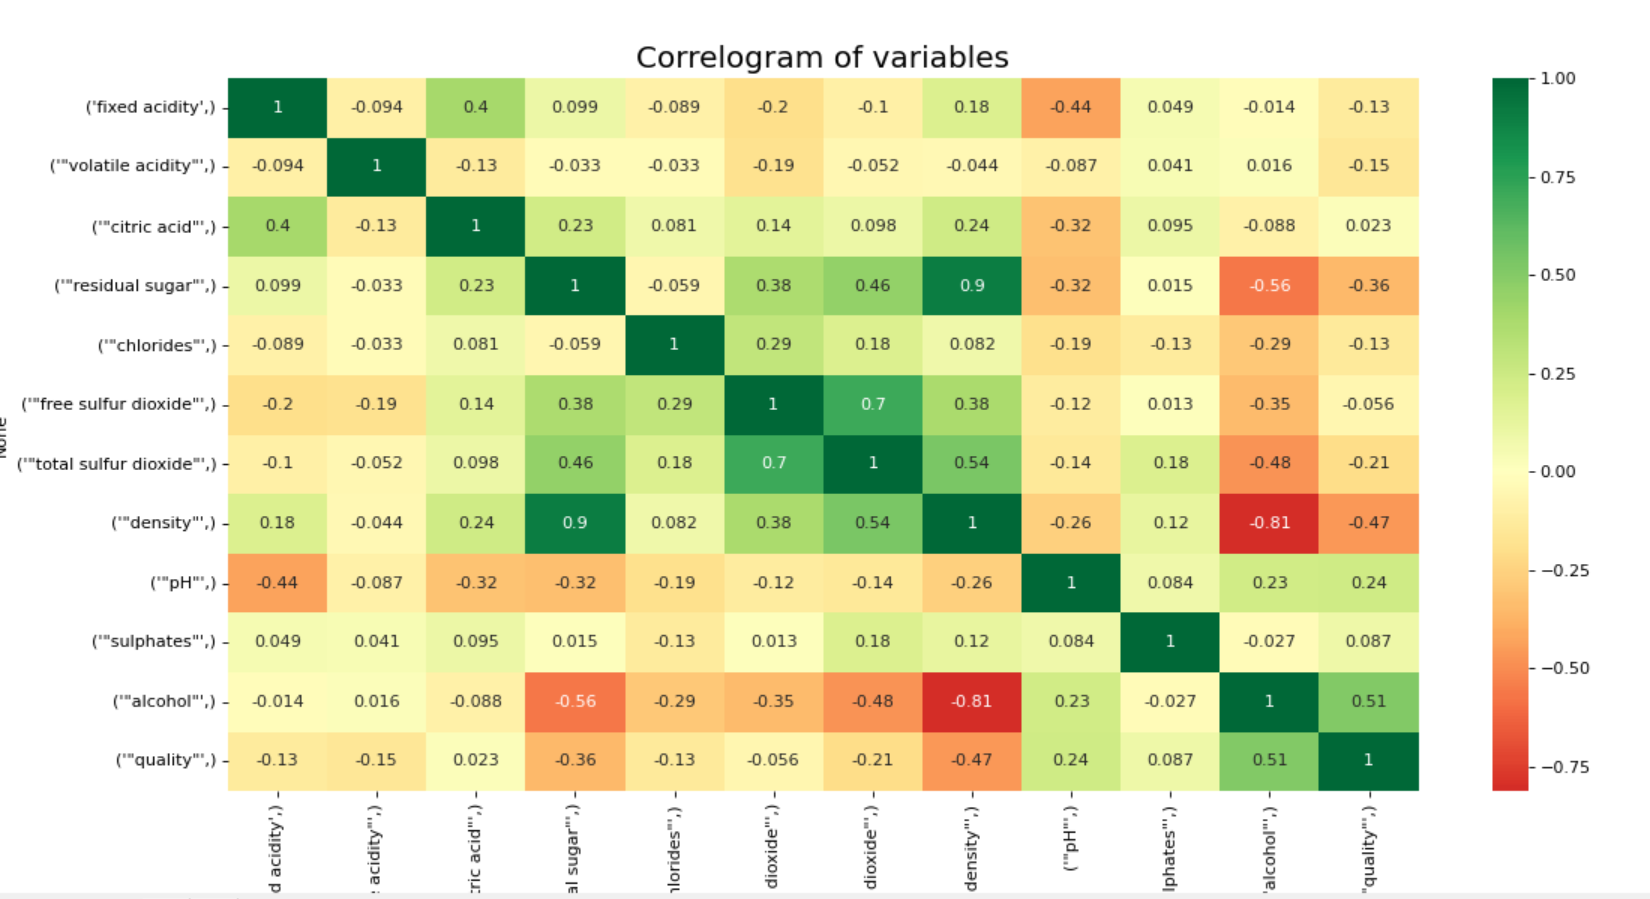 Correlogram of variables
('fixed acidity',) 1 -0.094 0.4 0.099 -0.089 -0.2 -0.1 0.18 -0.44 0.049 -0.014 -0.13
('"volatile acidity"',) -0.094 1 -0.13 -0.033 -0.033 -0.19 -0.052 -0.044 -0.087 0.041 0.016 -0.15
('"citric acid"',) 0.4 -0.13 1 0.23 0.081 0.14 0.098 0.24 -0.32 0.095 -0.088 0.023
('"residual sugar"',) 0.099 -0.033 0.23 1 -0.059 0.38 0.46 0.9 -0.32 0.015 -0.56 -0.36
('"chlorides"',) -0.089 -0.033 0.081 -0.059 1 0.29 0.18 0.082 -0.19 -0.13 -0.29 -0.13
('"free sulfur dioxide"',) -0.2 -0.19 0.14 0.38 0.29 1 0.7 0.38 -0.12 0.013 -0.35 -0.056
('"total sulfur dioxide"',) -0.1 -0.052 0.098 0.46 0.18 0.7 1 0.54 -0.14 0.18 -0.48 -0.21
('"density"',) 0.18 -0.044 0.24 0.9 0.082 0.38 0.54 1 -0.26 0.12 -0.81 -0.47
('"pH"',) -0.44 -0.087 -0.32 -0.32 -0.19 -0.12 -0.14 -0.26 1 0.084 0.23 0.24
('"sulphates"',) 0.049 0.041 0.095 0.015 -0.13 0.013 0.18 0.12 0.084 1 -0.027 0.087
('"alcohol"',) -0.014 0.016 -0.088 -0.56 -0.29 -0.35 -0.48 -0.81 0.23 -0.027 1 0.51
('"quality"',) -0.13 -0.15 0.023 -0.36 -0.13 -0.056 -0.21 -0.47 0.24 0.087 0.51 1
None
d acidity',)
acidity"',)
ric acid"',)
al sugar"',)
lorides"',)
dioxide"',)
dioxide"',)
density"',)
('"pH"',)
lphates"',)
alcohol"',)
"quality"',)
1.00
0.75
0.50
0.25
0.00
−0.25
−0.50
−0.75